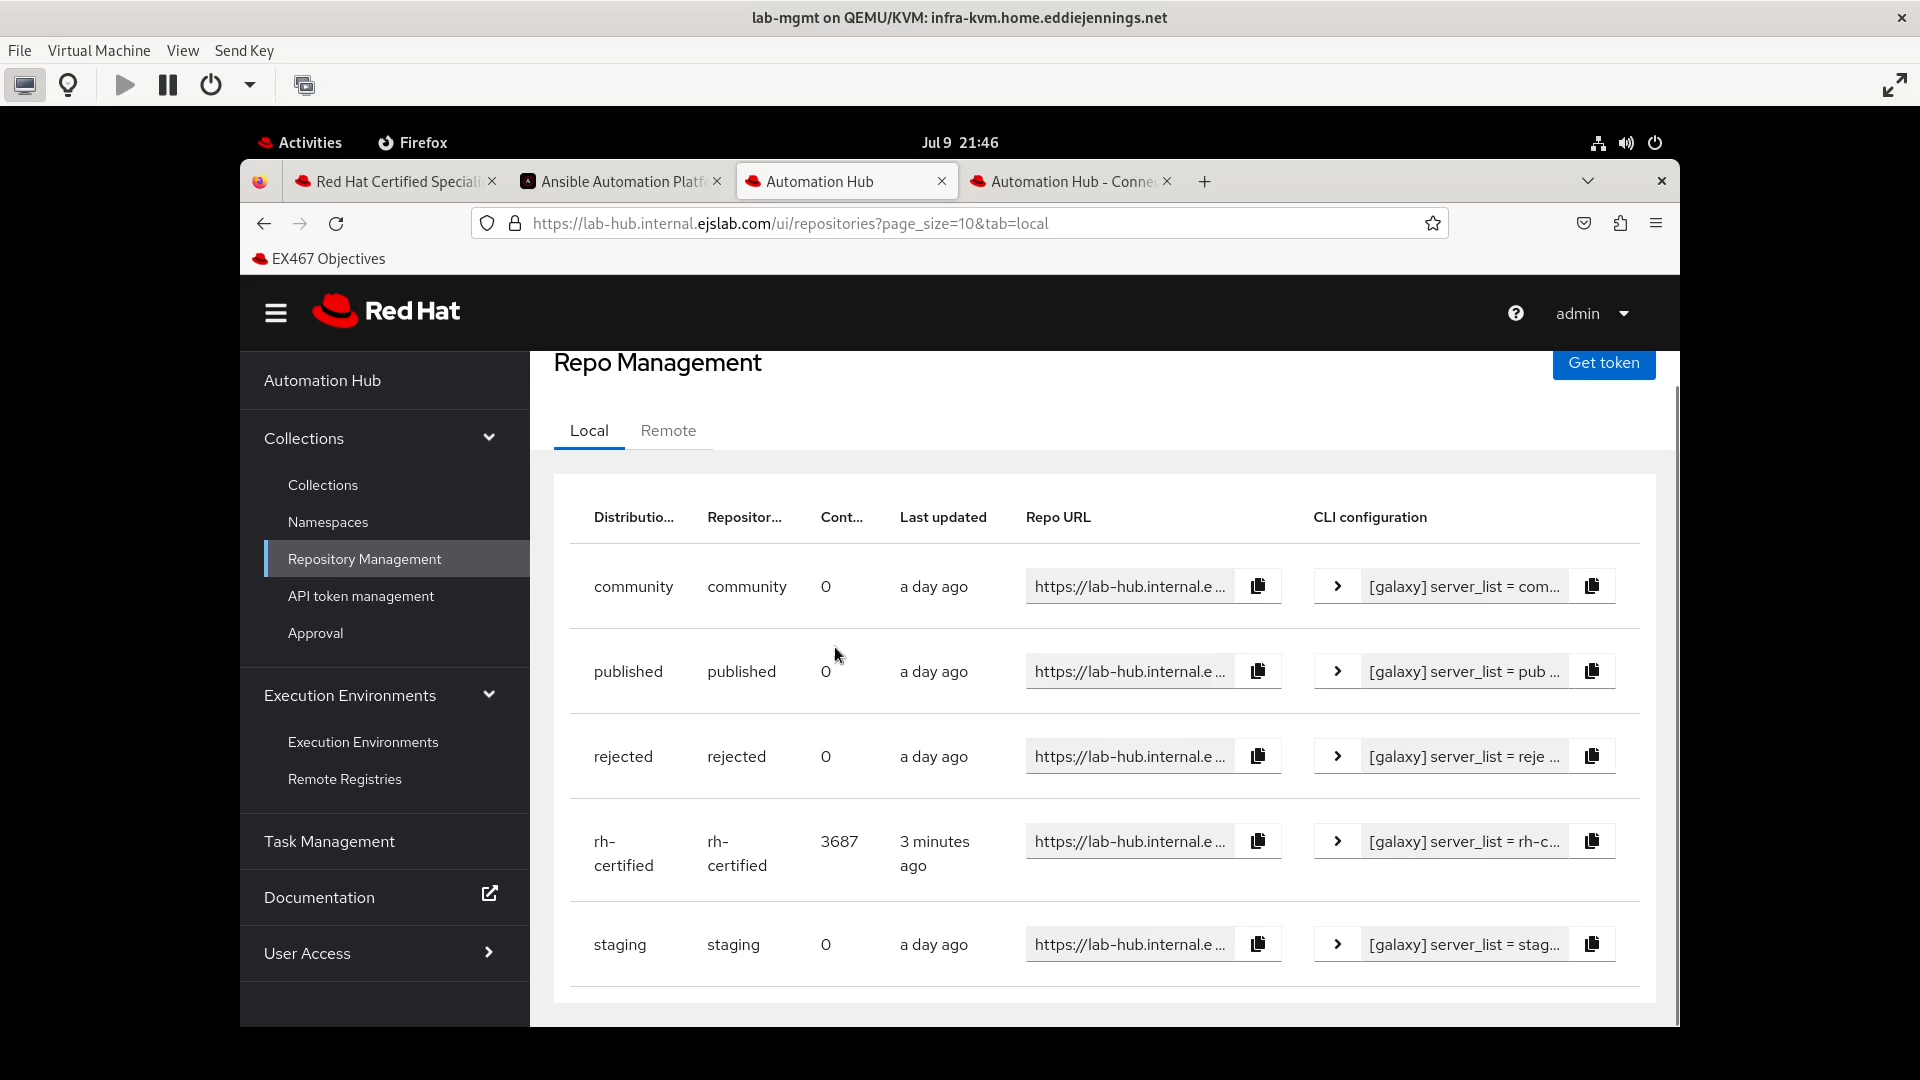 lab-mgmt on QEMU/KVM: infra-kvm.home.eddiejennings.net
File Virtual Machine View Send Key
Activities Firefox Jul 9 21:46
Red Hat Certified Speciali Ansible Automation Platf Automation Hub Automation Hub - Conne
https://lab-hub.internal.ejslab.com/ui/repositories?page_size=10&tab=local
EX467 Objectives
Red Hat admin
Automation Hub
Collections
Collections
Namespaces
Repository Management
API token management
Approval
Execution Environments
Execution Environments
Remote Registries
Task Management
Documentation
User Access
Repo Management Get token
Local Remote
Distributio... Repositor... Cont... Last updated Repo URL CLI configuration
community community 0 a day ago https://lab-hub.internal.e ... [galaxy] server_list = com...
published published 0 a day ago https://lab-hub.internal.e ... [galaxy] server_list = pub ...
rejected rejected 0 a day ago https://lab-hub.internal.e ... [galaxy] server_list = reje ...
rh- rh- 3687 3 minutes https://lab-hub.internal.e ... [galaxy] server_list = rh-c...
certified certified ago
staging staging 0 a day ago https://lab-hub.internal.e ... [galaxy] server_list = stag...